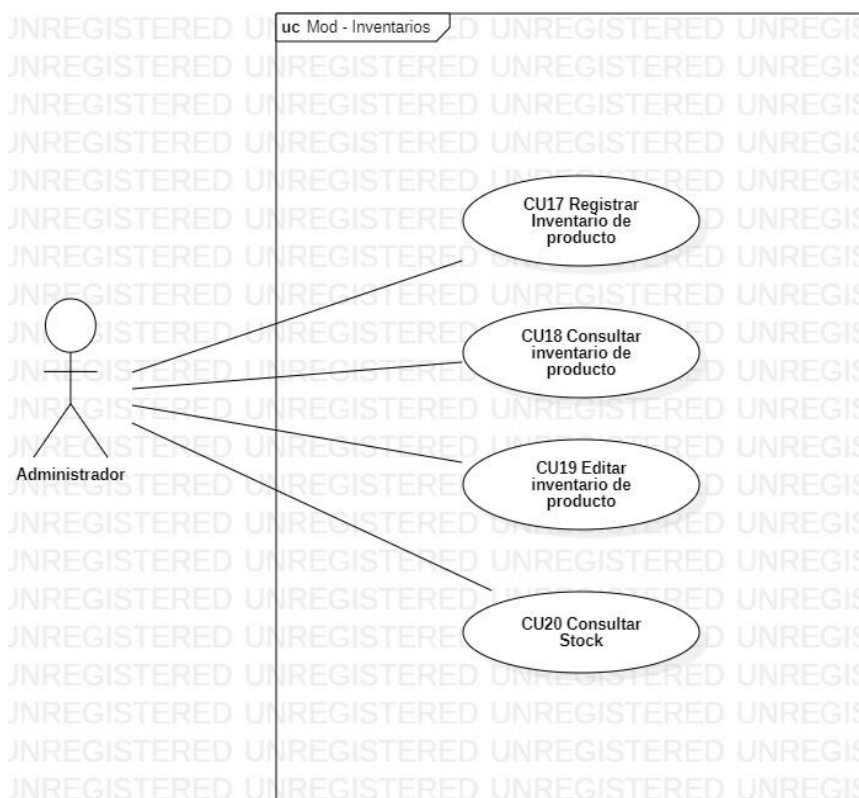 uc Mod - Inventarios
CU17 Registrar
Inventario de
producto
CU18 Consultar
inventario de
producto
Administrador
CU19 Editar
inventario de
producto
CU20 Consultar
Stock
UNREGISTERED